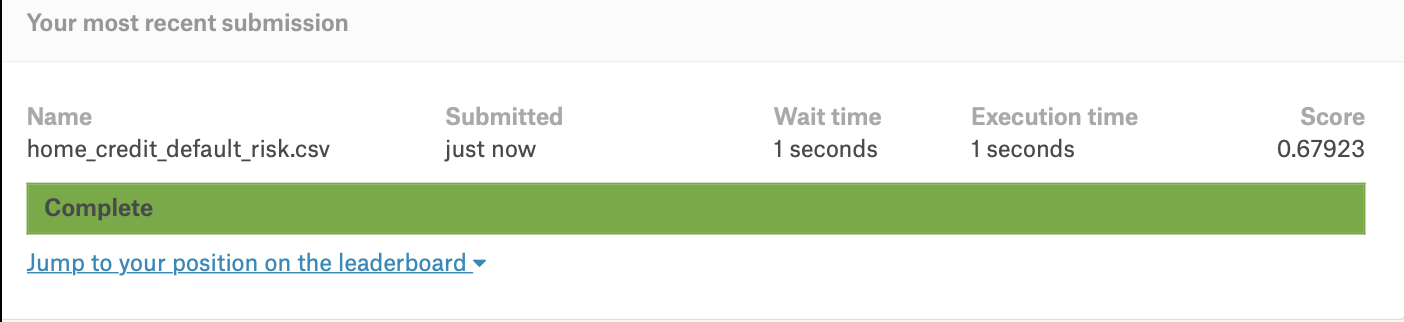 Your most recent submission
Name Submitted Wait time Execution time Score
home_credit_default_risk.csv just now 1 seconds 1 seconds 0.67923
Complete
Jump to your position on the leaderboard